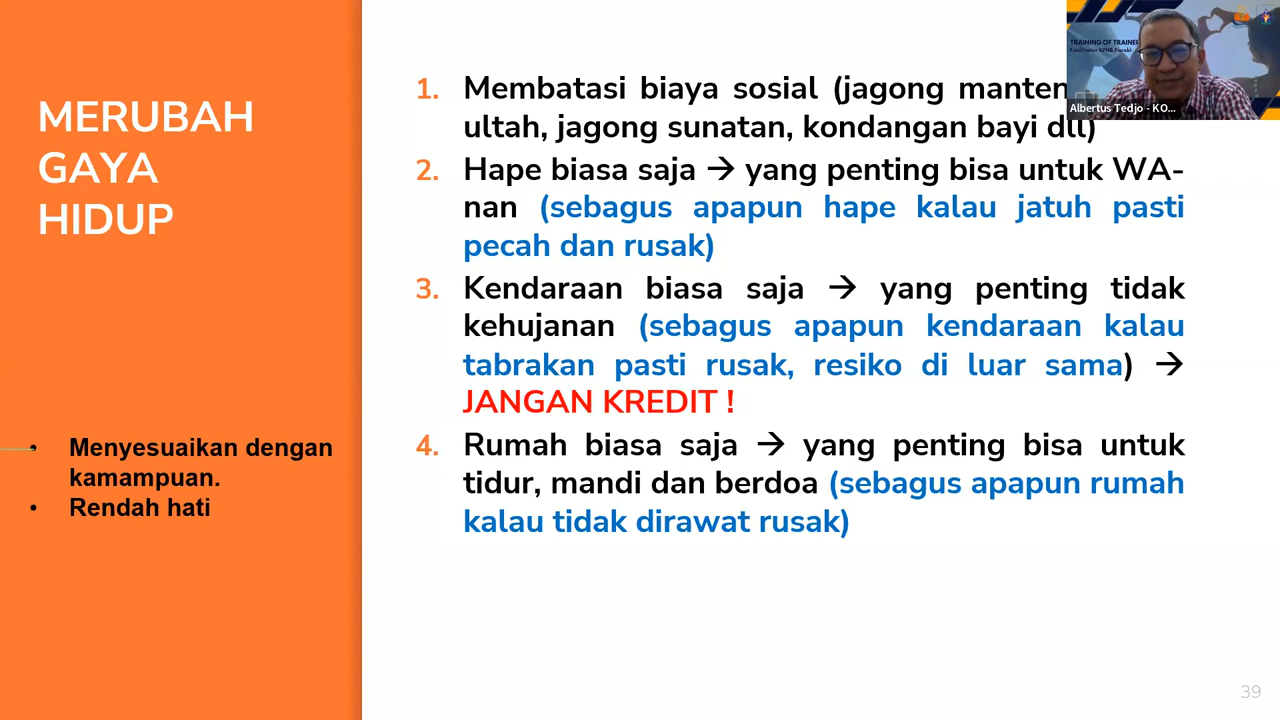 MERUBAH
GAYA
HIDUP
• Menyesuaikan dengan
kamampuan.
• Rendah hati
1. Membatasi biaya sosial (jagong manten
ultah, jagong sunatan, kondangan bayi dll)
2. Hape biasa saja → yang penting bisa untuk WA-
nan (sebagus apapun hape kalau jatuh pasti
pecah dan rusak)
3. Kendaraan biasa saja → yang penting tidak
kehujanan (sebagus apapun kendaraan kalau
tabrakan pasti rusak, resiko di luar sama) →
JANGAN KREDIT !
4. Rumah biasa saja → yang penting bisa untuk
tidur, mandi dan berdoa (sebagus apapun rumah
kalau tidak dirawat rusak)
TRAINING OF TRAINER
Albertus Tedjo - KO...
39